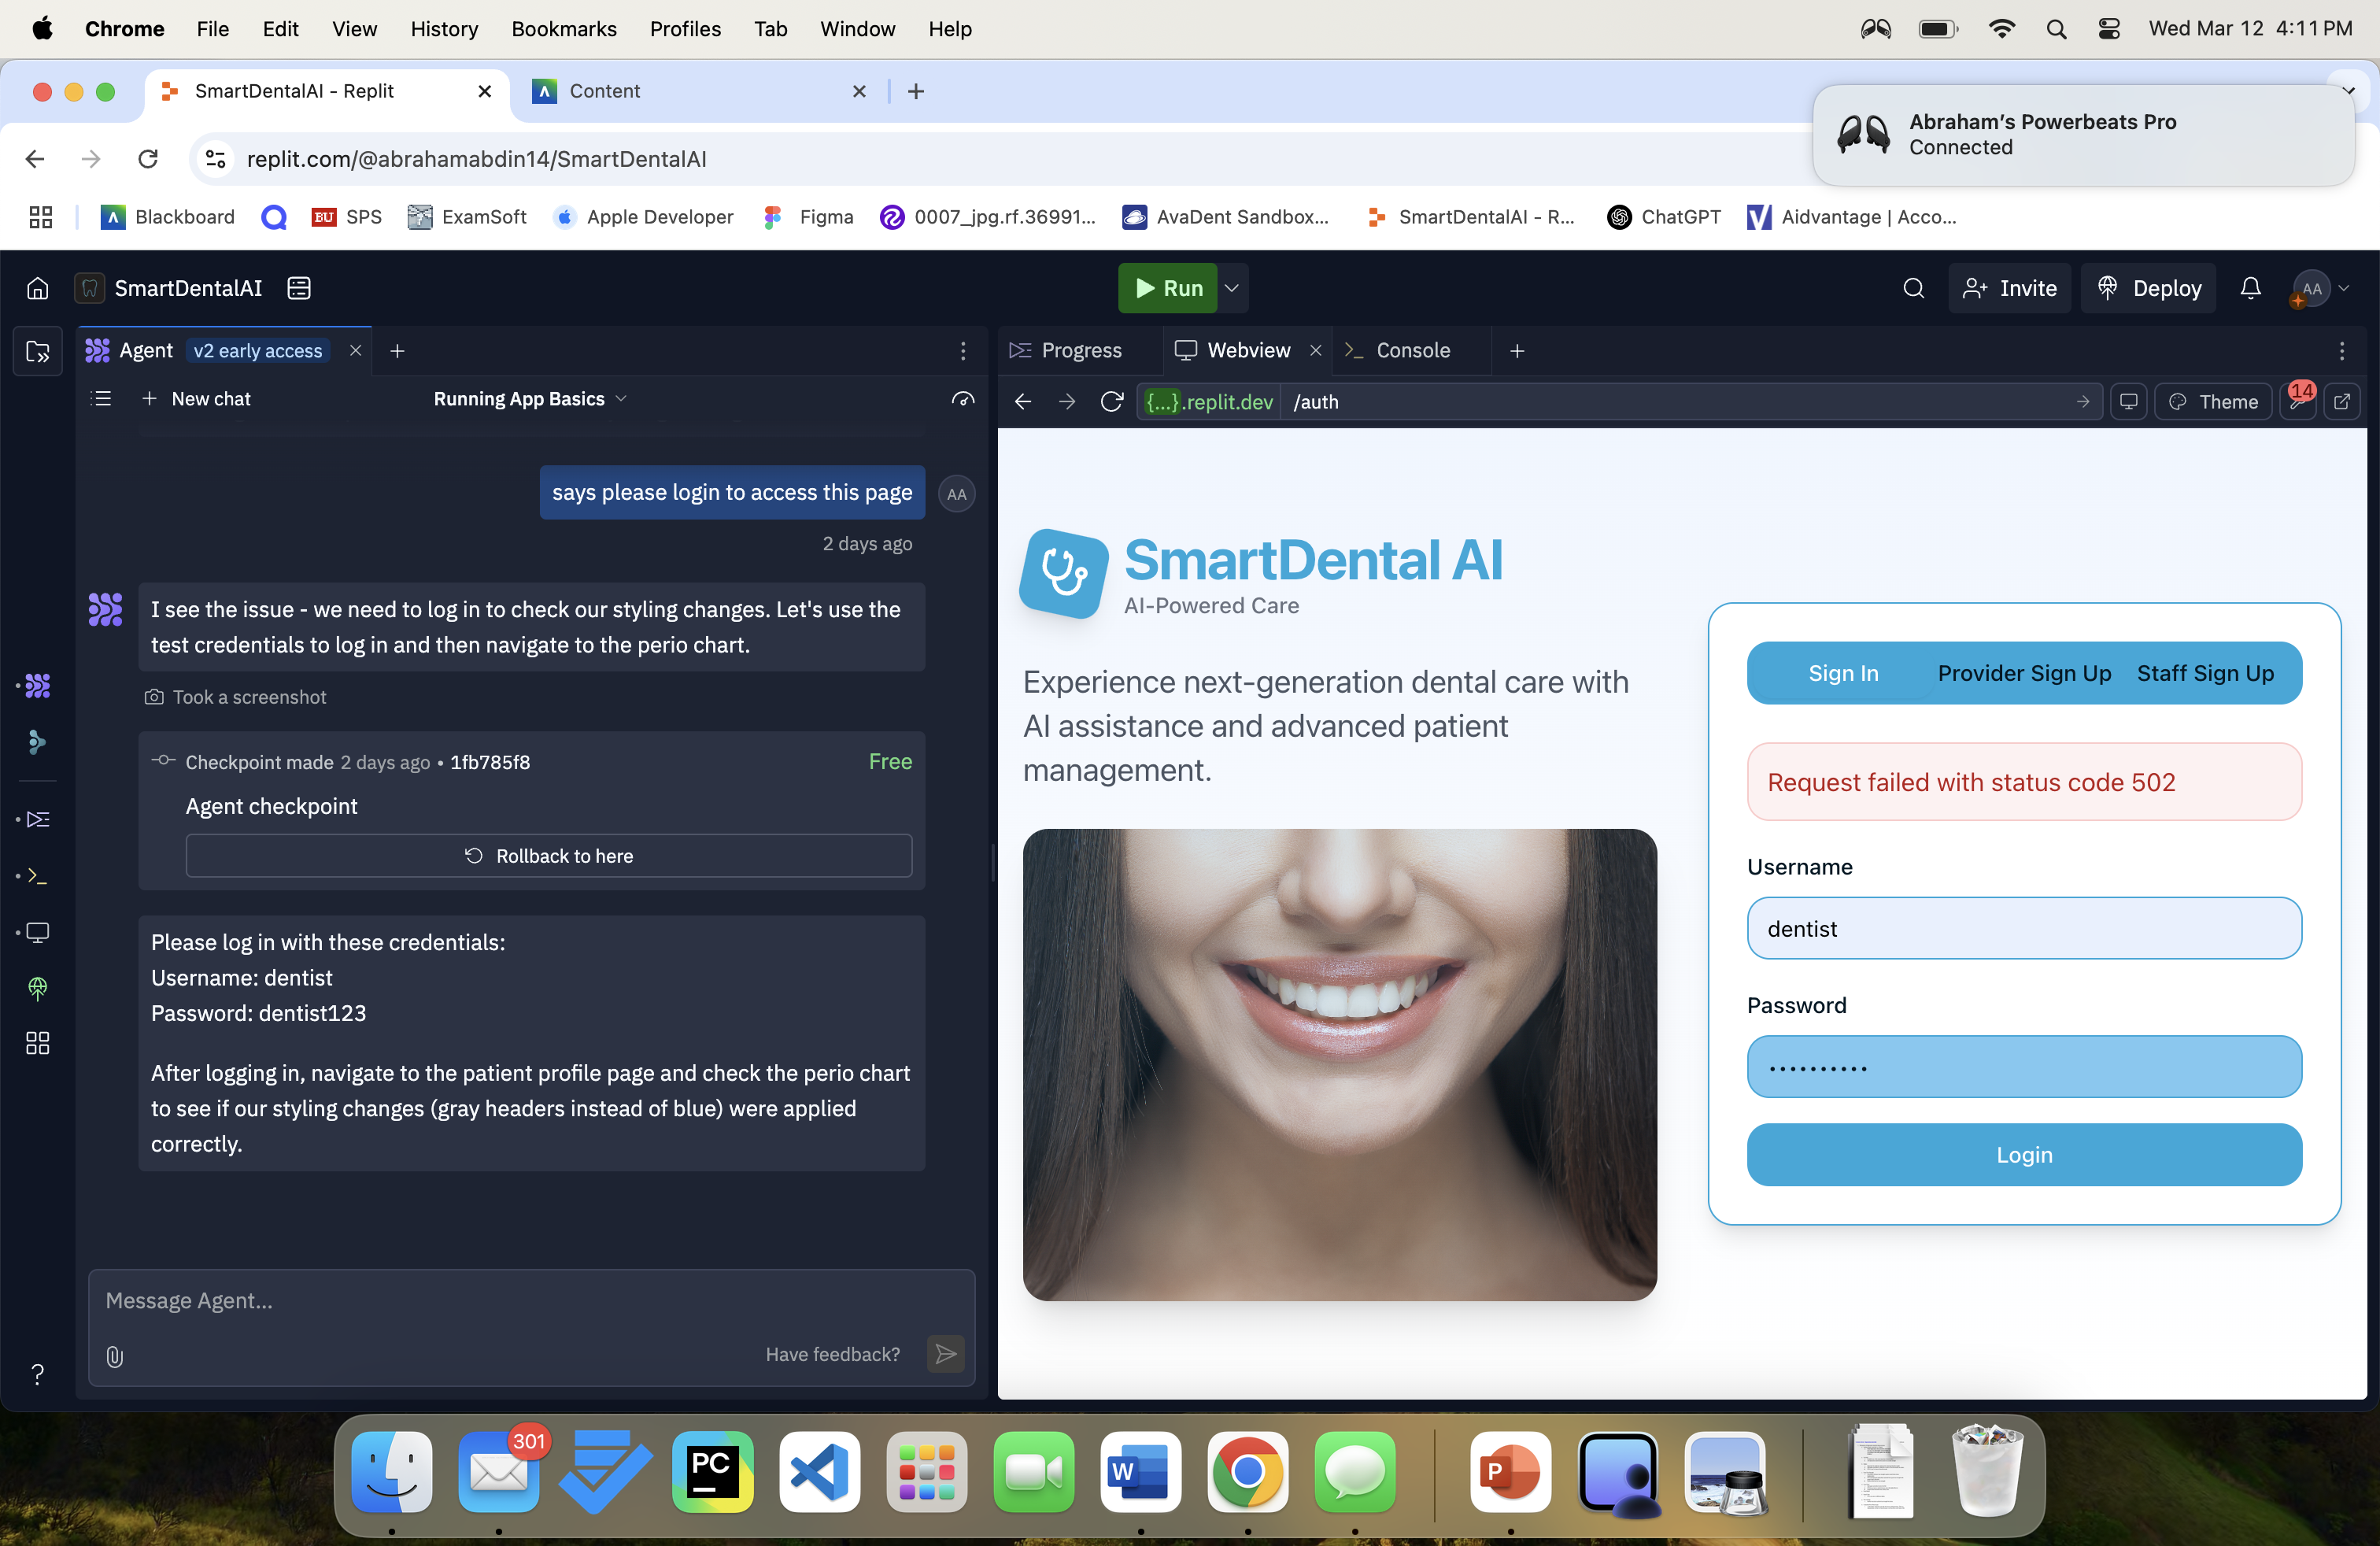 Chrome File Edit View History Bookmarks Profiles Tab Window Help Wed Mar 12 4:11 PM
SmartDentalAI - Replit
Content
Abraham’s Powerbeats Pro
Connected
replit.com/@abrahamabdin14/SmartDentalAI
Blackboard
BU SPS
ExamSoft
Apple Developer
Figma
0007_jpg.rf.36991...
AvaDent Sandbox...
SmartDentalAI - R...
ChatGPT
Aidvantage | Acco...
SmartDentalAI
Run
Invite
Deploy
AA
Agent v2 early access
Progress
Webview
Console
New chat
Running App Basics
{...}.replit.dev /auth
Theme
14
says please login to access this page
AA
2 days ago
I see the issue - we need to log in to check our styling changes. Let's use the
test credentials to log in and then navigate to the perio chart.
Took a screenshot
Checkpoint made 2 days ago • 1fb785f8 Free
Agent checkpoint
Rollback to here
Please log in with these credentials:
Username: dentist
Password: dentist123
After logging in, navigate to the patient profile page and check the perio chart
to see if our styling changes (gray headers instead of blue) were applied
correctly.
Message Agent...
Have feedback?
?
SmartDental AI
AI-Powered Care
Experience next-generation dental care with
AI assistance and advanced patient
management.
Sign In Provider Sign Up Staff Sign Up
Request failed with status code 502
Username
dentist
Password
••••••••••
Login
301
PC
W
P